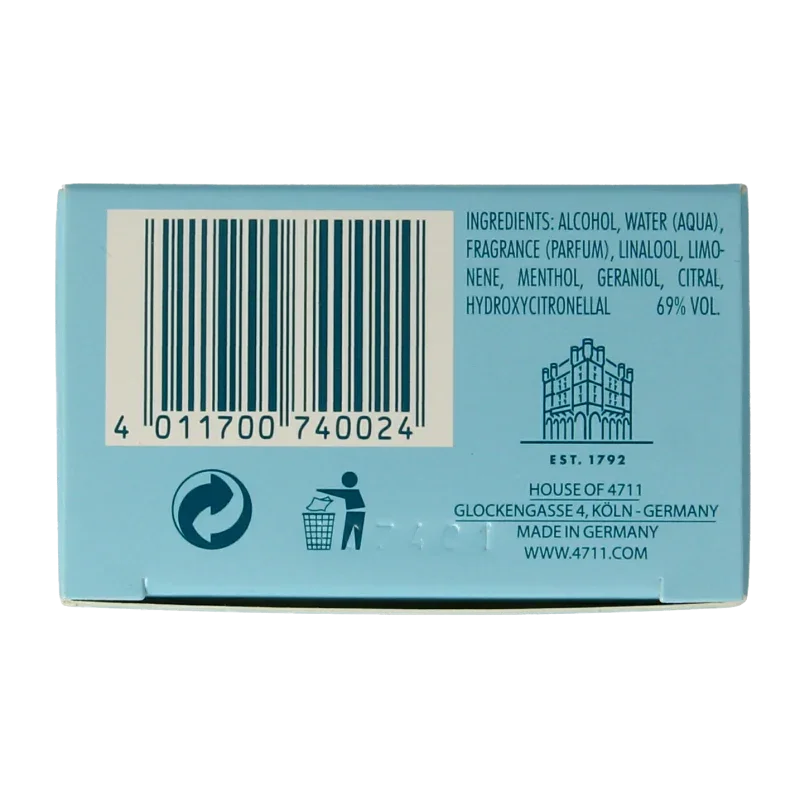 INGREDIENTS: ALCOHOL, WATER (AQUA),
FRAGRANCE (PARFUM), LINALOOL, LIMO-
NENE, MENTHOL, GERANIOL, CITRAL,
HYDROXYCITRONELLAL 69% VOL.
4 011700 740024
EST. 1792
HOUSE OF 4711
GLOCKENGASSE 4, KÖLN - GERMANY
MADE IN GERMANY
WWW.4711.COM